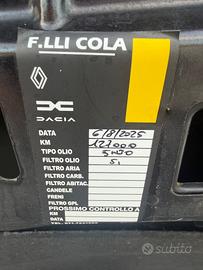 F.LLI COLA
DACIA
DATA 6/8/2025
KM 127000
TIPO OLIO 5W30
FILTRO OLIO Si
FILTRO ARIA
FILTRO CARB.
FILTRO ABITAC.
CANDELE
FRENI
FILTRO GPL
PROSSIMO CONTROLLO A
KM
DATA
subito